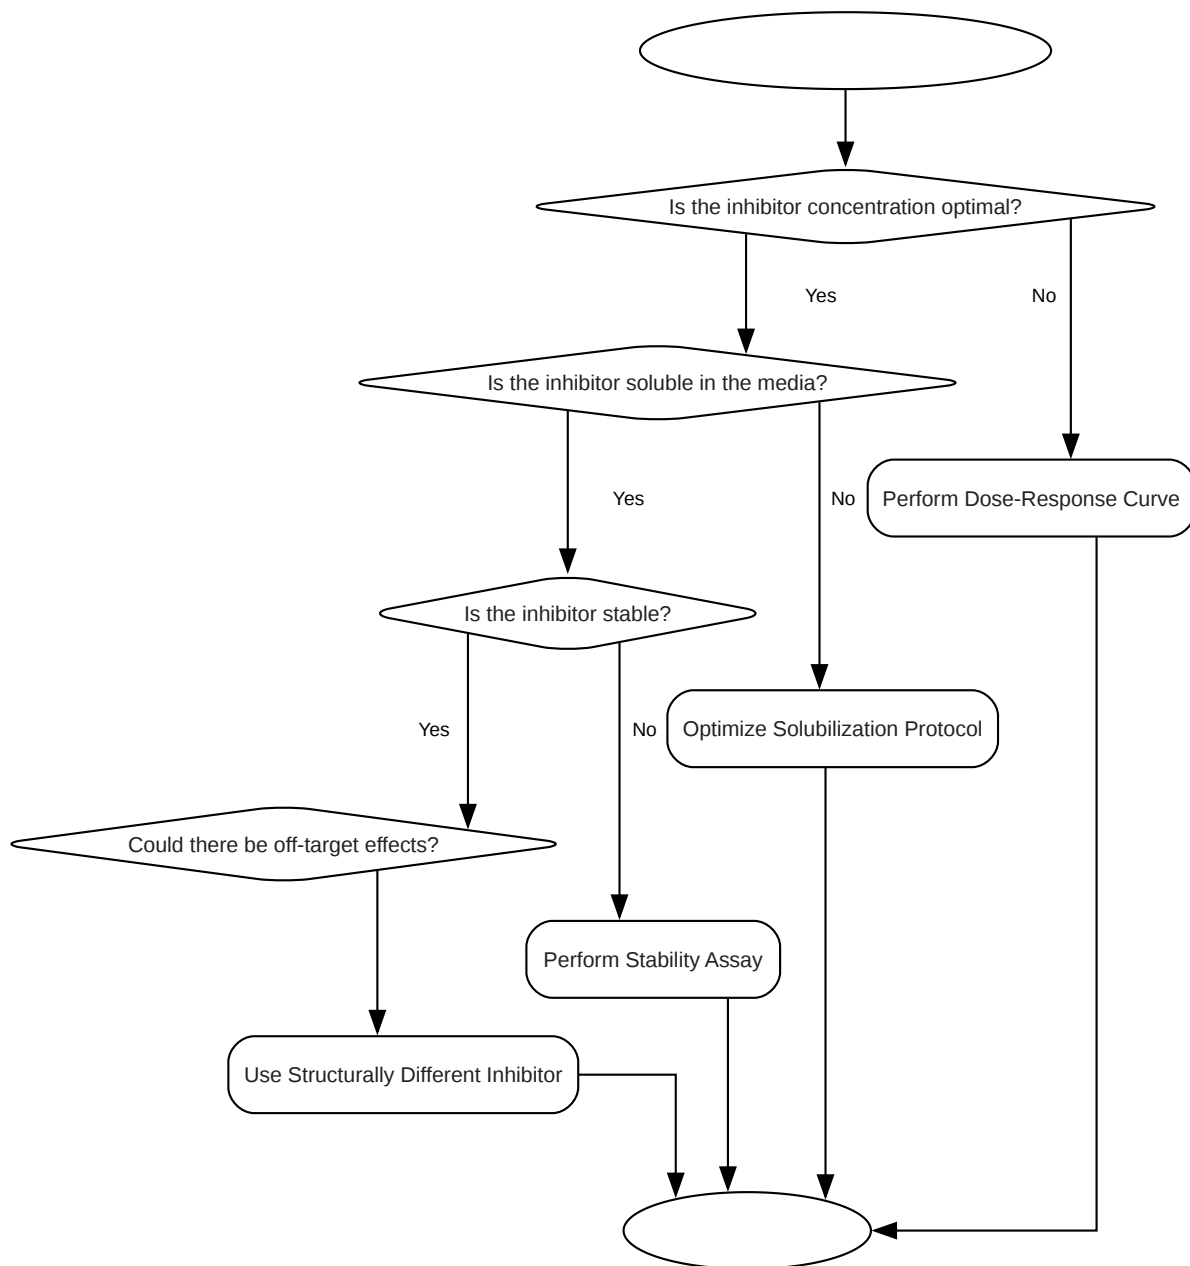 Is the inhibitor concentration optimal?
Yes
No
Is the inhibitor soluble in the media?
Yes
No
Perform Dose-Response Curve
Is the inhibitor stable?
Yes
No
Optimize Solubilization Protocol
Could there be off-target effects?
Perform Stability Assay
Use Structurally Different Inhibitor